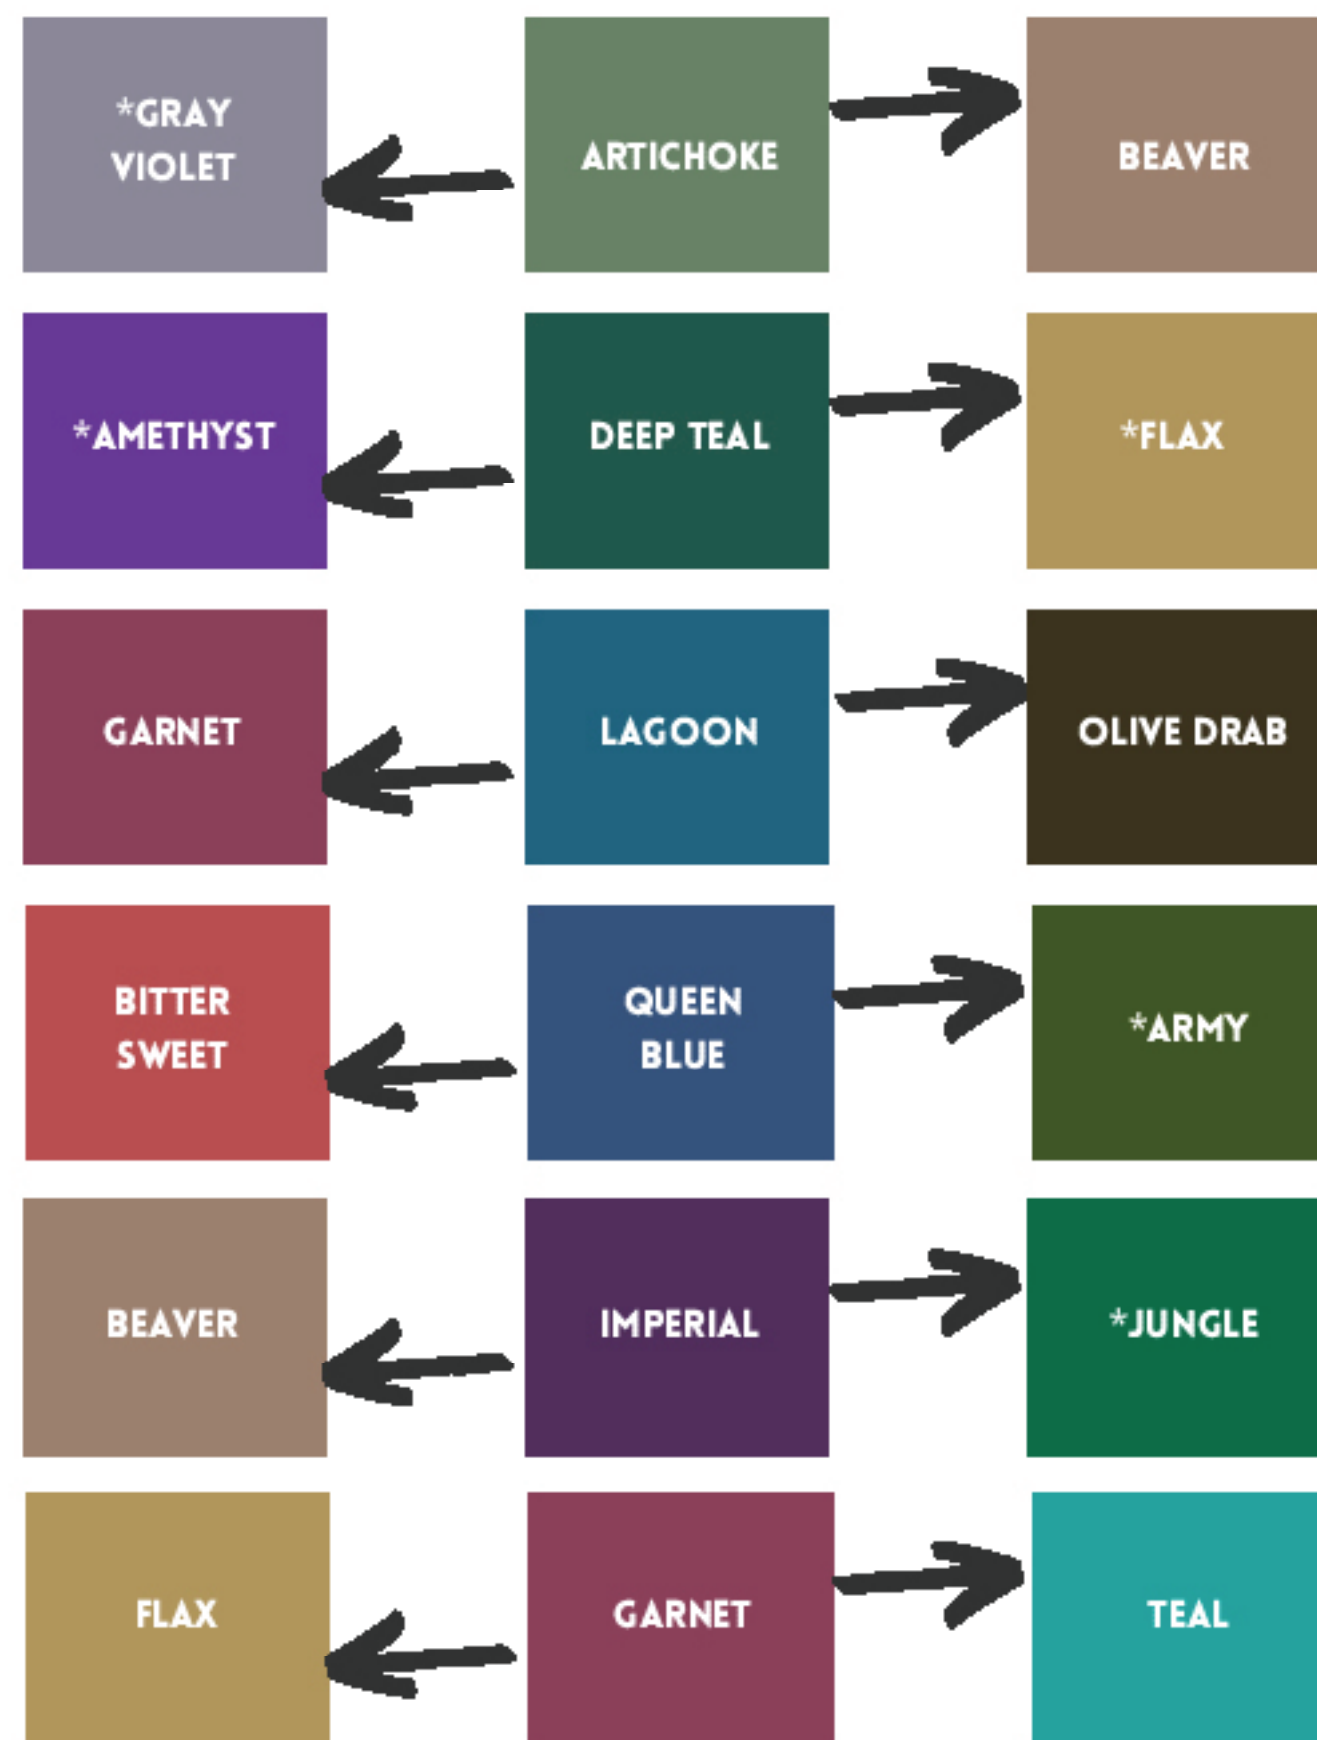 *GRAY
VIOLET
ARTICHOKE
BEAVER
*AMETHYST
DEEP TEAL
*FLAX
GARNET
LAGOON
OLIVE DRAB
BITTER
SWEET
QUEEN
BLUE
*ARMY
BEAVER
IMPERIAL
*JUNGLE
FLAX
GARNET
TEAL